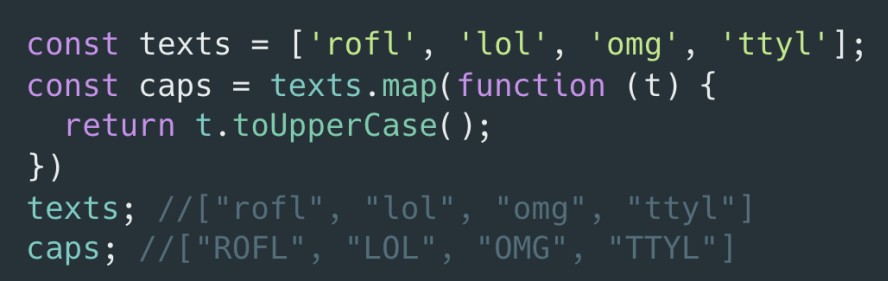 const texts = ['rofl', 'lol', 'omg', 'ttyl'];
const caps = texts.map(function (t) {
  return t.toUpperCase();
})
texts; //["rofl", "lol", "omg", "ttyl"]
caps; //["ROFL", "LOL", "OMG", "TTYL"]